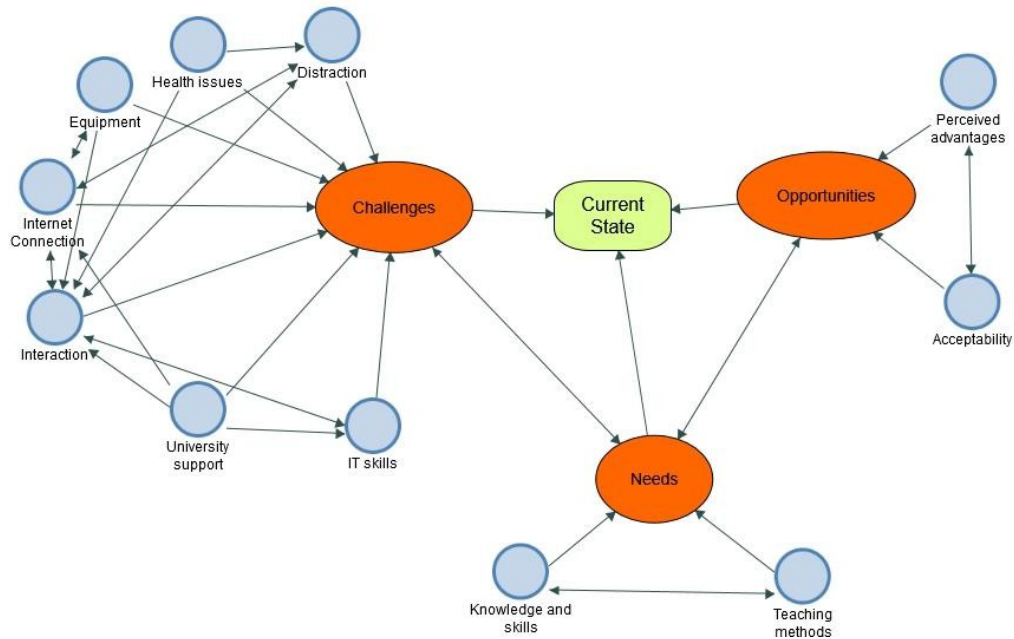 Health issues
Distraction
Equipment
Perceived
advantages
Challenges
Current
State
Opportunities
Internet
Connection
Interaction
Acceptability
University
support
IT skills
Needs
Knowledge and
skills
Teaching
methods